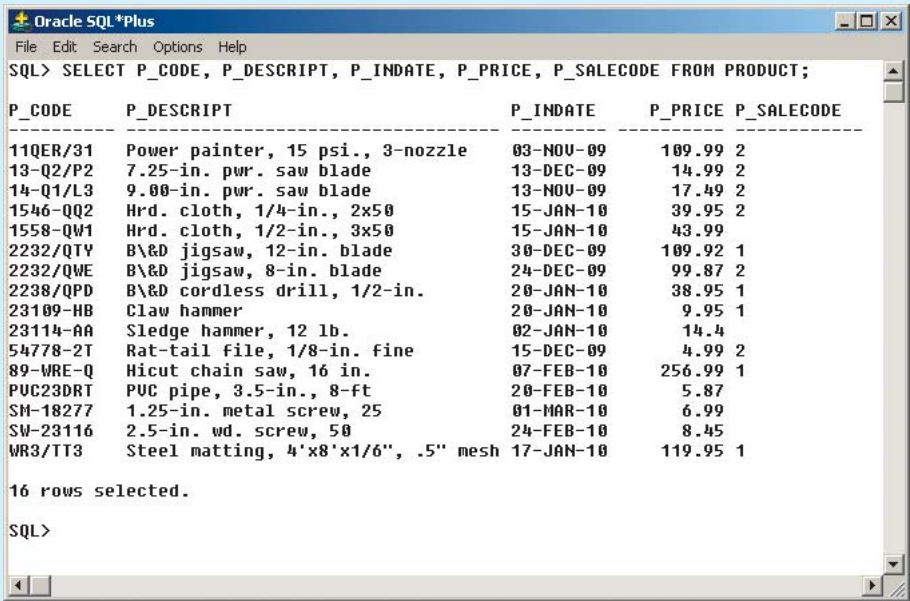 Oracle SQL*Plus
File Edit Search Options Help
SQL> SELECT P_CODE, P_DESCRIPT, P_INDATE, P_PRICE, P_SALECODE FROM PRODUCT;
P_CODE P_DESCRIPT P_INDATE P_PRICE P_SALECODE
---------- ----------------------------------- --------- ---------- ------------
11QER/31 Power painter, 15 psi., 3-nozzle 03-NOV-09 109.99 2
13-Q2/P2 7.25-in. pwr. saw blade 13-DEC-09 14.99 2
14-Q1/L3 9.00-in. pwr. saw blade 13-NOV-09 17.49 2
1546-QQ2 Hrd. cloth, 1/4-in., 2x50 15-JAN-10 39.95 2
1558-QW1 Hrd. cloth, 1/2-in., 3x50 15-JAN-10 43.99
2232/QTY B\&D jigsaw, 12-in. blade 30-DEC-09 109.92 1
2232/QWE B\&D jigsaw, 8-in. blade 24-DEC-09 99.87 2
2238/QPD B\&D cordless drill, 1/2-in. 20-JAN-10 38.95 1
23109-HB Claw hammer 20-JAN-10 9.95 1
23114-AA Sledge hammer, 12 lb. 02-JAN-10 14.4
54778-2T Rat-tail file, 1/8-in. fine 15-DEC-09 4.99 2
89-WRE-Q Hicut chain saw, 16 in. 07-FEB-10 256.99 1
PVC23DRT PVC pipe, 3.5-in., 8-ft 20-FEB-10 5.87
SM-18277 1.25-in. metal screw, 25 01-MAR-10 6.99
SW-23116 2.5-in. wd. screw, 50 24-FEB-10 8.45
WR3/TT3 Steel matting, 4'x8'x1/6", .5" mesh 17-JAN-10 119.95 1
16 rows selected.
SQL>